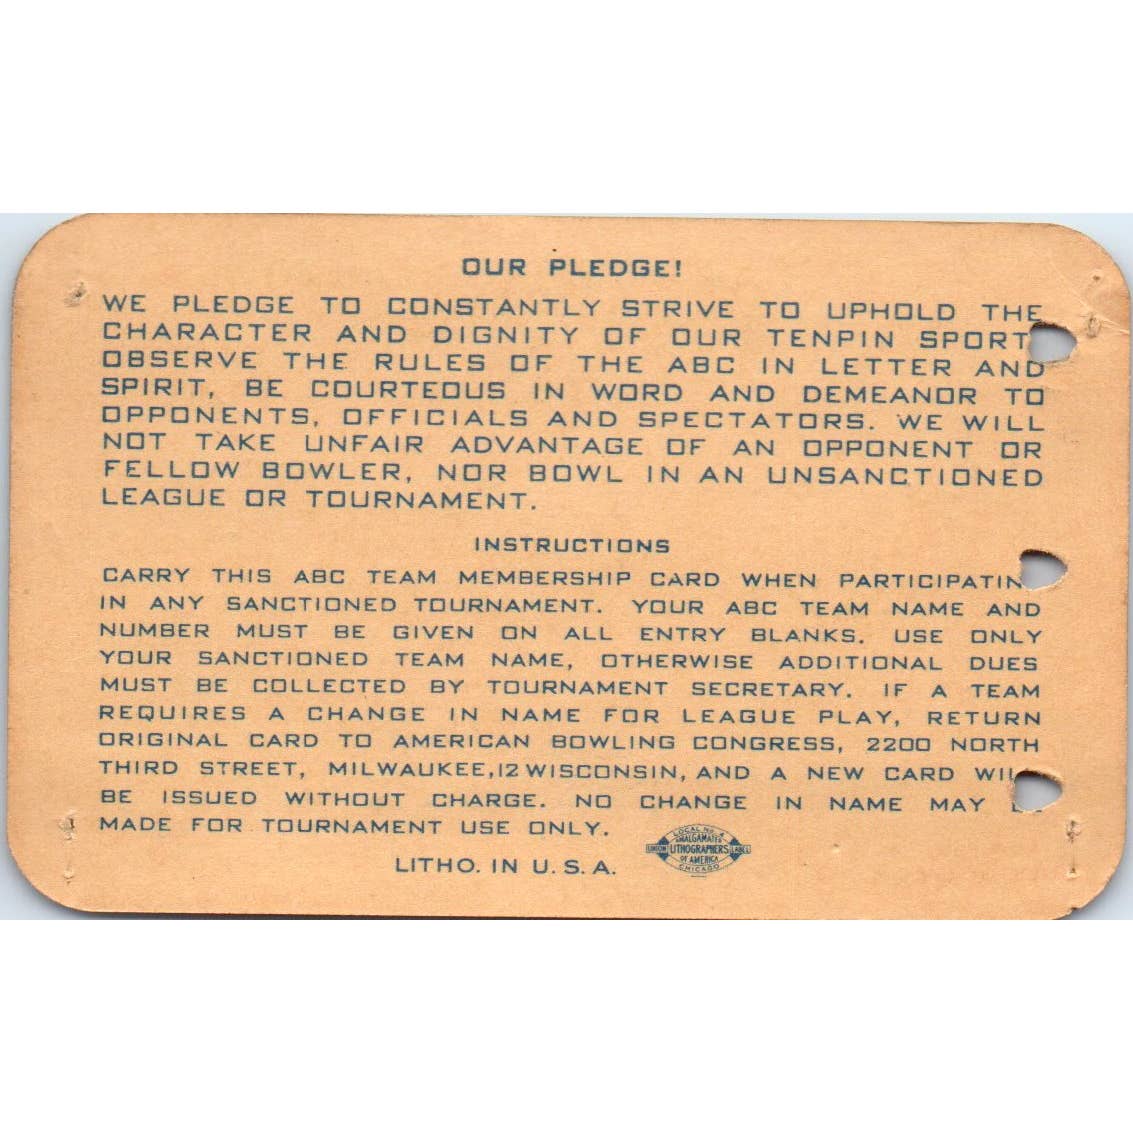 OUR PLEDGE!
WE PLEDGE TO CONSTANTLY STRIVE TO UPHOLD THE
CHARACTER AND DIGNITY OF OUR TENPIN SPORT,
OBSERVE THE RULES OF THE ABC IN LETTER AND
SPIRIT, BE COURTEOUS IN WORD AND DEMEANOR TO
OPPONENTS, OFFICIALS AND SPECTATORS. WE WILL
NOT TAKE UNFAIR ADVANTAGE OF AN OPPONENT OR
FELLOW BOWLER, NOR BOWL IN AN UNSANCTIONED
LEAGUE OR TOURNAMENT.
INSTRUCTIONS
CARRY THIS ABC TEAM MEMBERSHIP CARD WHEN PARTICIPATIN
IN ANY SANCTIONED TOURNAMENT. YOUR ABC TEAM NAME AND
NUMBER MUST BE GIVEN ON ALL ENTRY BLANKS. USE ONLY
YOUR SANCTIONED TEAM NAME, OTHERWISE ADDITIONAL DUES
MUST BE COLLECTED BY TOURNAMENT SECRETARY. IF A TEAM
REQUIRES A CHANGE IN NAME FOR LEAGUE PLAY, RETURN
ORIGINAL CARD TO AMERICAN BOWLING CONGRESS, 2200 NORTH
THIRD STREET, MILWAUKEE, 12 WISCONSIN, AND A NEW CARD WIL
BE ISSUED WITHOUT CHARGE. NO CHANGE IN NAME MAY
MADE FOR TOURNAMENT USE ONLY.
LOCAL NO. 4
AMALGAMATED
UNION LITHOGRAPHERS LABEL
OF AMERICA
CHICAGO
LITHO. IN U.S.A.